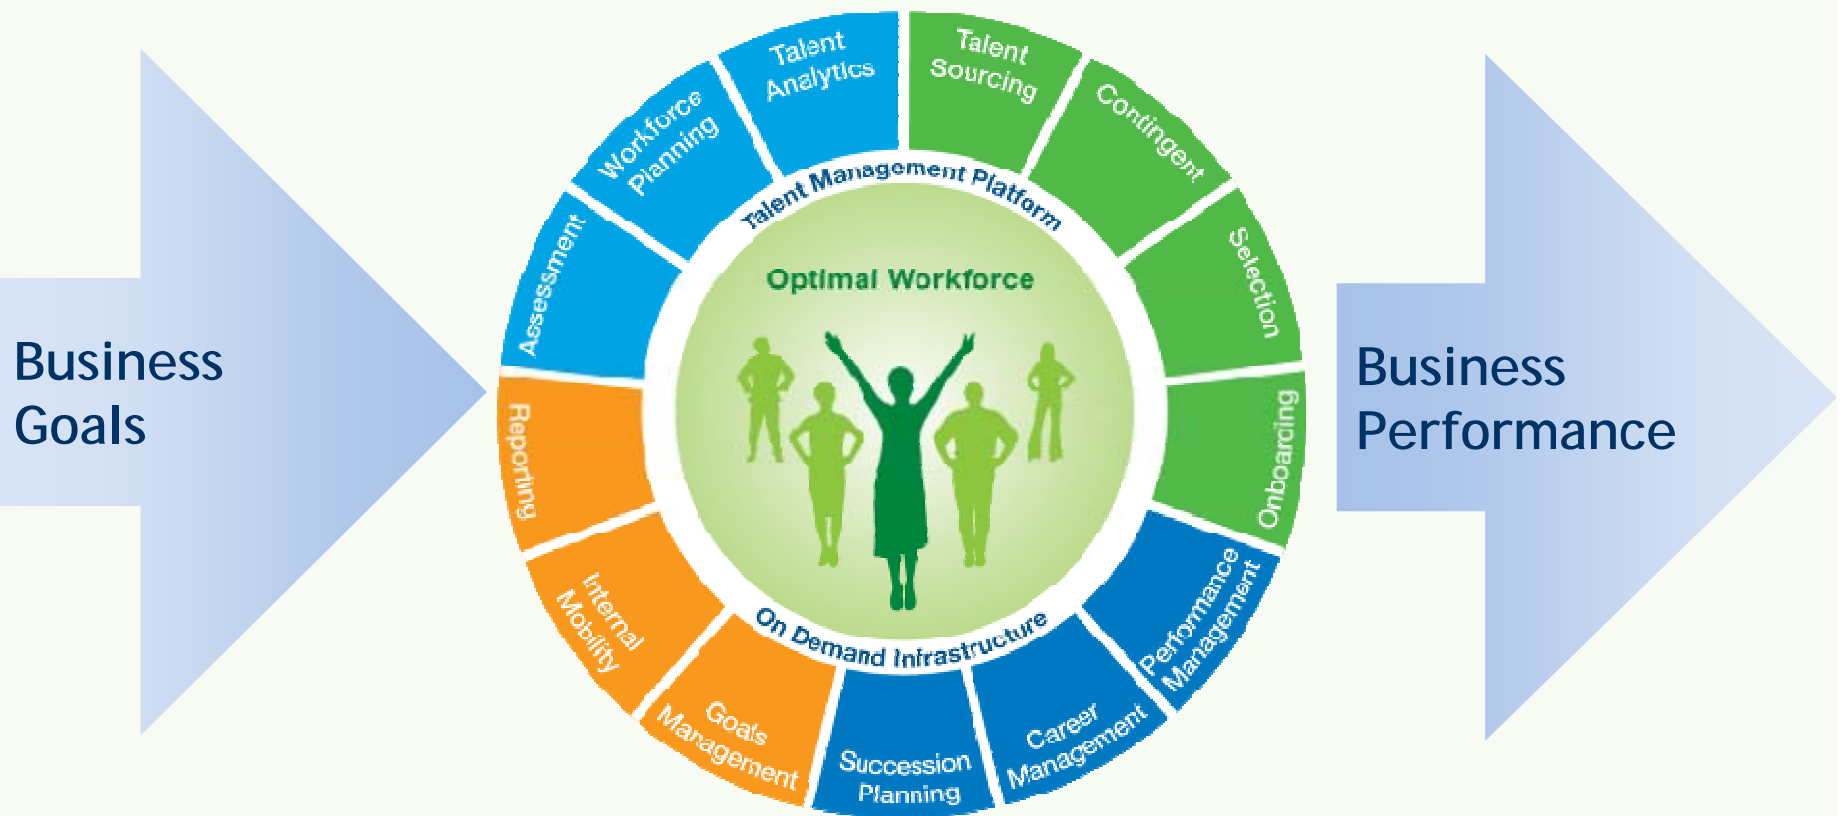 Business
Goals
Talent
Analytics
Talent
Sourcing
Contingent
Selection
Onboarding
Performance
Management
Career
Management
Succession
Planning
Goals
Management
Internal
Mobility
Reporting
Assessment
Workforce
Planning
Talent Management Platform
Optimal Workforce
On Demand Infrastructure
Business
Performance